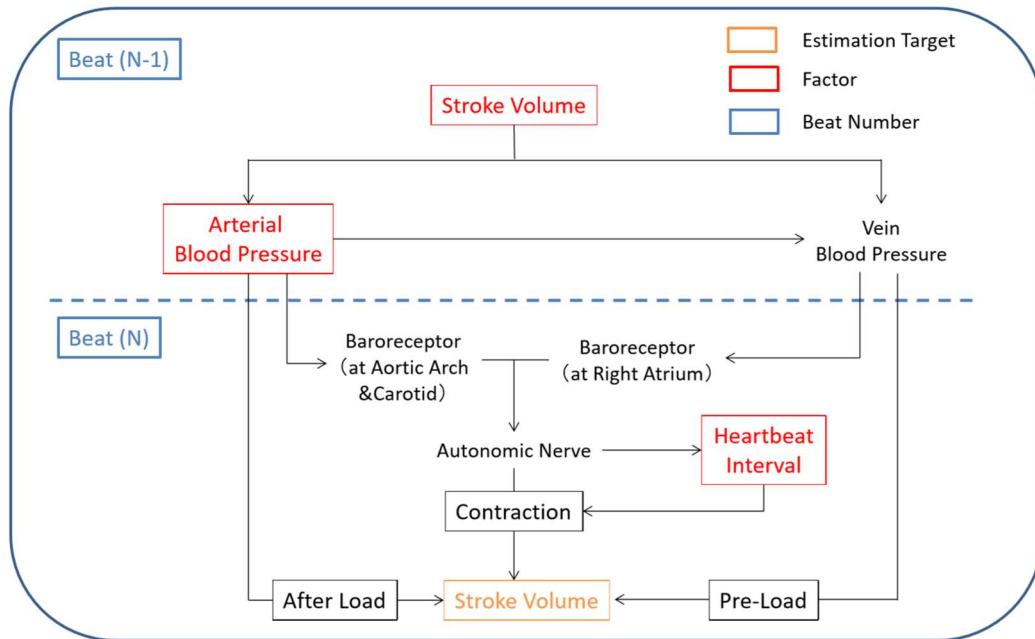 Beat (N-1)
Estimation Target
Factor
Beat Number
Stroke Volume
Arterial
Blood Pressure
Vein
Blood Pressure
Beat (N)
Baroreceptor
(at Aortic Arch
&Carotid）
Baroreceptor
(at Right Atrium）
Autonomic Nerve
Heartbeat
Interval
Contraction
After Load
Stroke Volume
Pre-Load